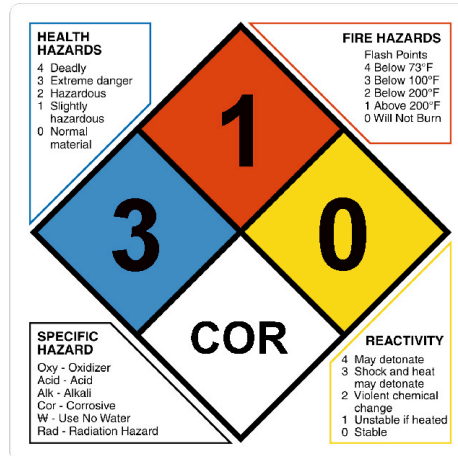 HEALTH
HAZARDS
4 Deadly
3 Extreme danger
2 Hazardous
1 Slightly
hazardous
0 Normal
material
FIRE HAZARDS
Flash Points
4 Below 73°F
3 Below 100°F
2 Below 200°F
1 Above 200°F
0 Will Not Burn
1
3
0
COR
SPECIFIC
HAZARD
Oxy - Oxidizer
Acid - Acid
Alk - Alkali
Cor - Corrosive
W̶ - Use No Water
Rad - Radiation Hazard
REACTIVITY
4 May detonate
3 Shock and heat
may detonate
2 Violent chemical
change
1 Unstable if heated
0 Stable